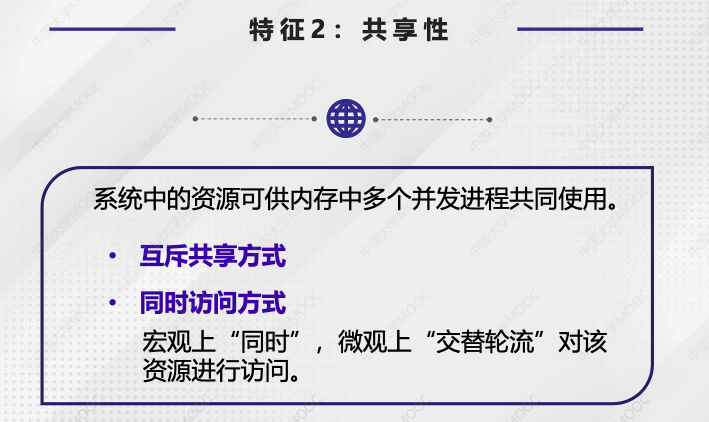 特征2：共享性
系统中的资源可供内存中多个并发进程共同使用。
• 互斥共享方式
• 同时访问方式
宏观上“同时”，微观上“交替轮流”对该
资源进行访问。